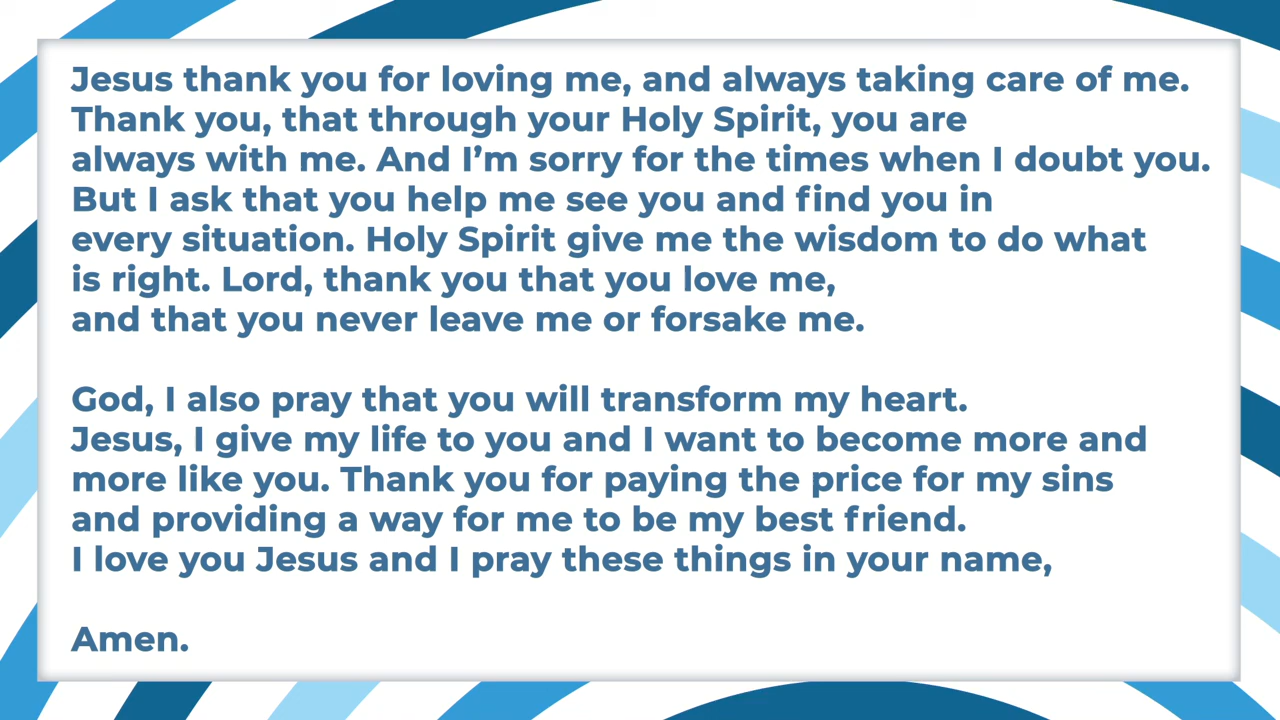 Jesus thank you for loving me, and always taking care of me.
Thank you, that through your Holy Spirit, you are
always with me. And I’m sorry for the times when I doubt you.
But I ask that you help me see you and find you in
every situation. Holy Spirit give me the wisdom to do what
is right. Lord, thank you that you love me,
and that you never leave me or forsake me.
God, I also pray that you will transform my heart.
Jesus, I give my life to you and I want to become more and
more like you. Thank you for paying the price for my sins
and providing a way for me to be my best friend.
I love you Jesus and I pray these things in your name,
Amen.